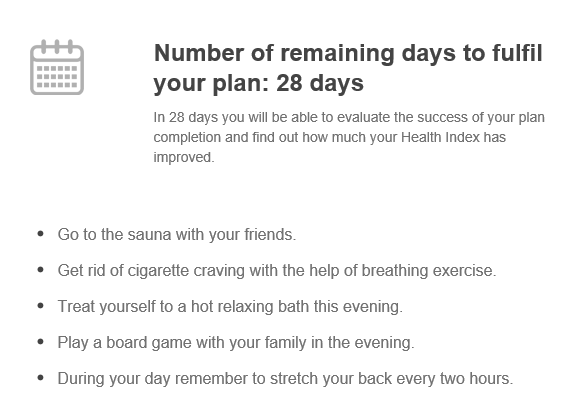 Number of remaining days to fulfil
your plan: 28 days
In 28 days you will be able to evaluate the success of your plan
completion and find out how much your Health Index has
improved.
• Go to the sauna with your friends.
• Get rid of cigarette craving with the help of breathing exercise.
• Treat yourself to a hot relaxing bath this evening.
• Play a board game with your family in the evening.
• During your day remember to stretch your back every two hours.